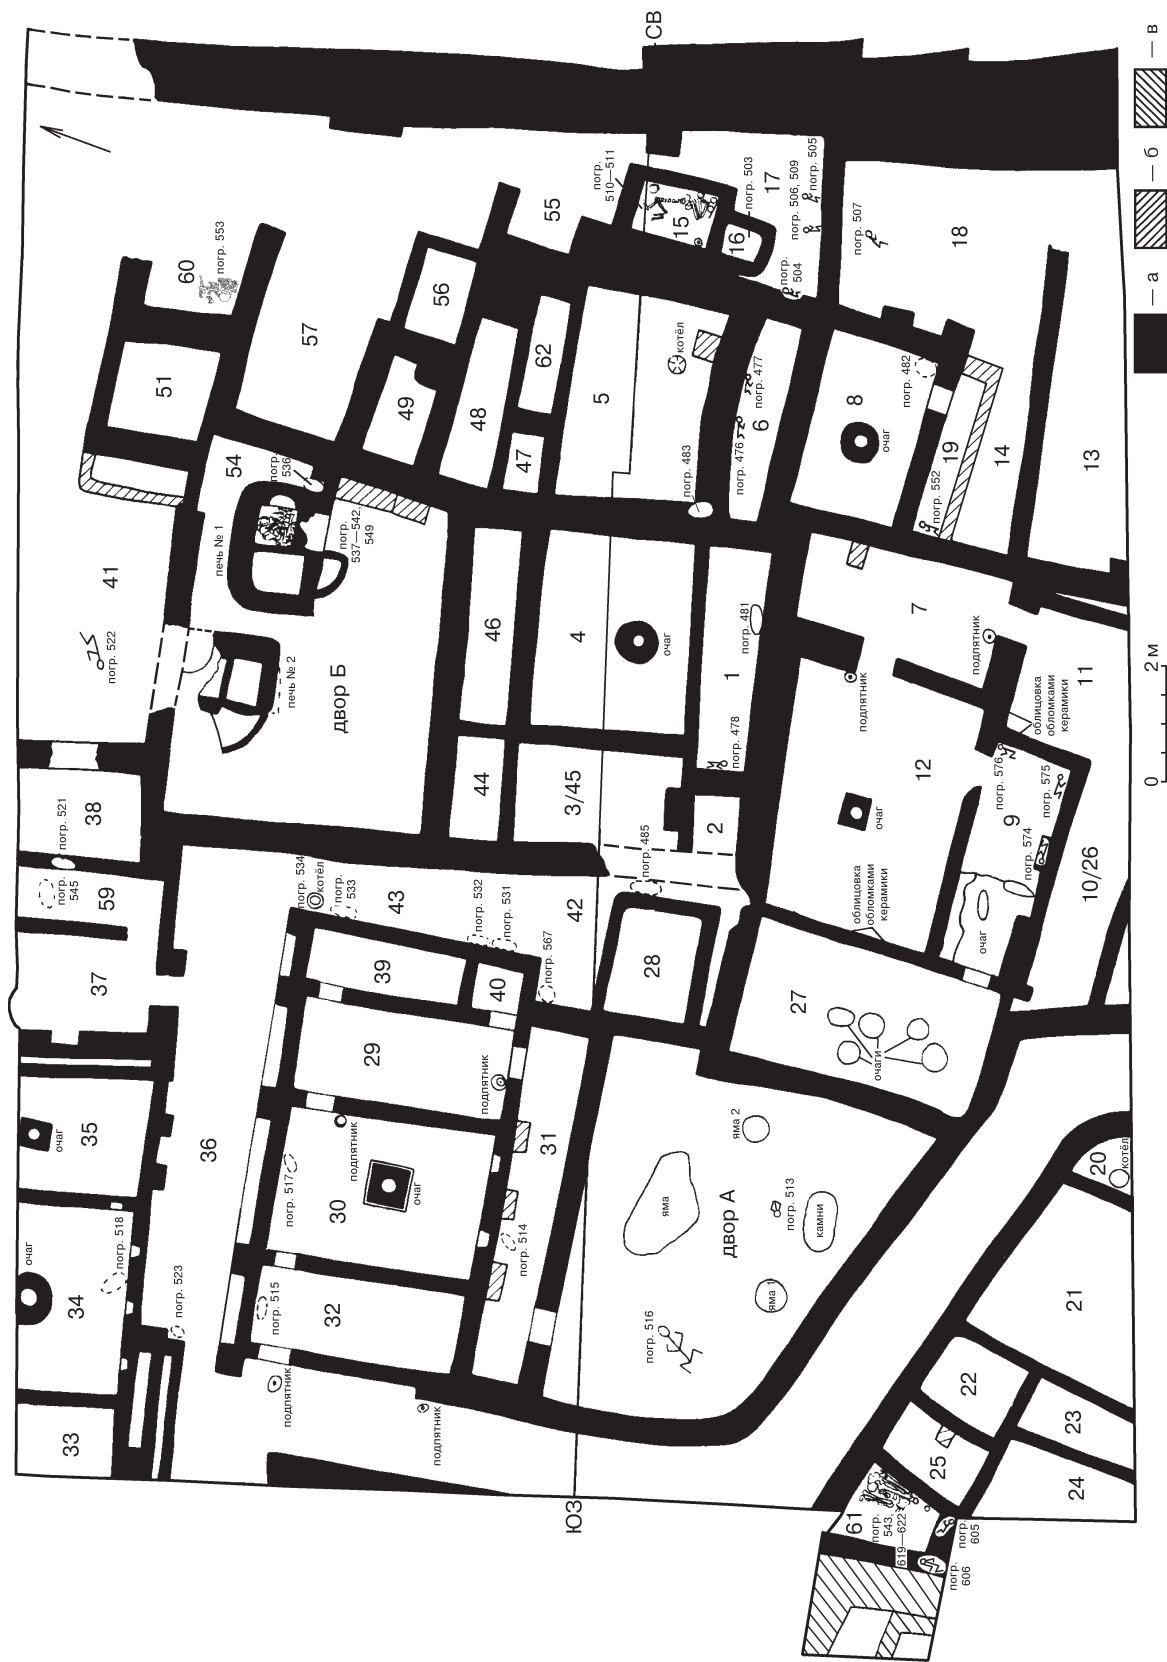 СВ
ЮЗ
а —
б —
в —
0
2 м
60
погр. 553
51
57
55
погр.
510—511
15
16
погр. 503
17
погр. 506, 509
погр. 505
погр.
504
погр. 507
18
56
49
48
62
47
5
котёл
погр. 477
6
погр. 476
погр. 483
8
очаг
погр. 482
19
погр. 552
14
13
54
погр.
536
печь № 1
погр.
537—542,
549
41
погр. 522
печь № 2
двор Б
46
4
очаг
погр. 481
1
погр. 478
7
подпятник
подпятник
11
облицовка
обломками
керамики
12
очаг
погр. 576
погр. 575
9
погр. 574
очаг
10/26
облицовка
обломками
керамики
44
3/45
2
погр. 485
38
погр. 521
погр.
545
59
37
погр. 534
котёл
погр.
533
43
погр. 532
погр. 531
42
погр. 567
39
40
28
27
очаги
29
подпятник
35
очаг
36
подпятник
погр. 517
30
очаг
31
погр. 514
яма 2
яма
погр. 513
двор А
камни
яма 1
погр. 516
20
котёл
34
очаг
погр. 518
погр. 523
погр. 515
32
подпятник
подпятник
33
21
22
23
24
25
61
погр.
543,
619—622
погр.
605
погр.
606